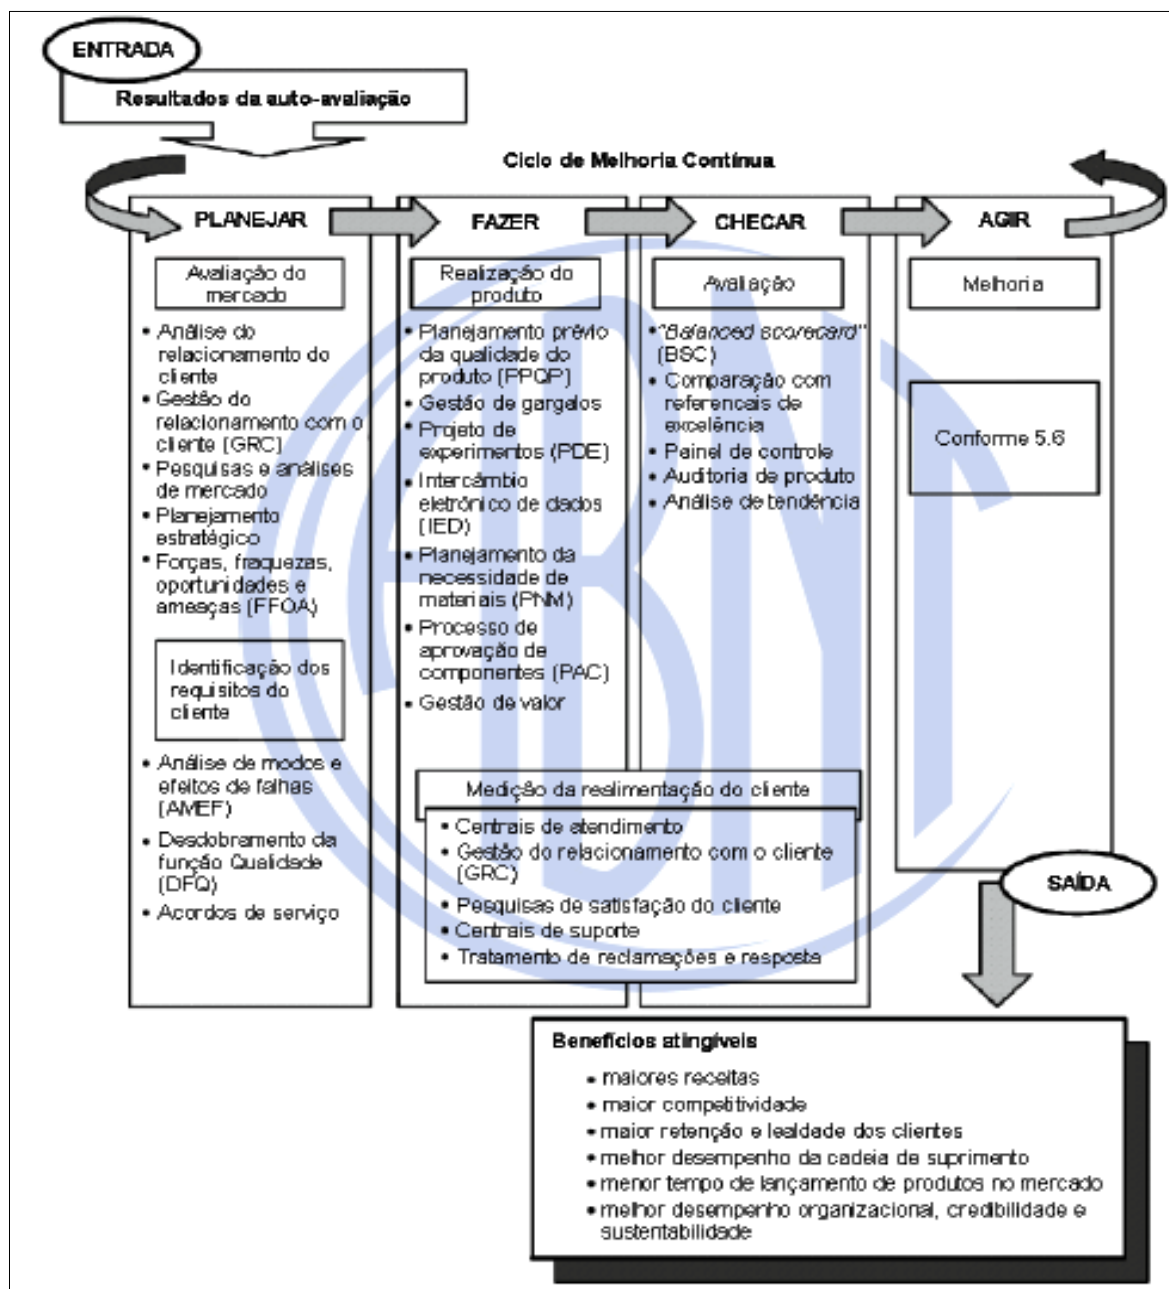 ENTRADA
Resultados da auto-avaliação
Ciclo de Melhoria Contínua
PLANEJAR
Avaliação do
mercado
• Análise do
relacionamento do
cliente
• Gestão do
relacionamento com o
cliente (GRC)
• Pesquisas e análises
de mercado
• Planejamento
estratégico
• Forças, fraquezas,
oportunidades e
ameaças (FFOA)
Identificação dos
requisitos do
cliente
• Análise de modos e
efeitos de falhas
(AMEF)
• Desdobramento da
função Qualidade
(DFQ)
• Acordos de serviço
FAZER
Realização do
produto
• Planejamento prévio
da qualidade do
produto (PPQP)
• Gestão de gargalos
• Projeto de
experimentos (PDE)
• Intercâmbio
eletrônico de dados
(IED)
• Planejamento da
necessidade de
materiais (PNM)
• Processo de
aprovação de
componentes (PAC)
• Gestão de valor
CHECAR
Avaliação
• "Balanced scorecard"
(BSC)
• Comparação com
referencais de
excelência
• Painel de controle
• Auditoria de produto
• Análise de tendência
Medição da realimentação do cliente
• Centrais de atendimento
• Gestão do relacionamento com o cliente
(GRC)
• Pesquisas de satisfação do cliente
• Centrais de suporte
• Tratamento de reclamações e resposta
AGIR
Melhoria
Conforme 5.6
SAÍDA
Benefícios atingíveis
• maiores receitas
• maior competitividade
• maior retenção e lealdade dos clientes
• melhor desempenho da cadeia de suprimento
• menor tempo de lançamento de produtos no mercado
• melhor desempenho organizacional, credibilidade e
sustentabilidade
ABNT